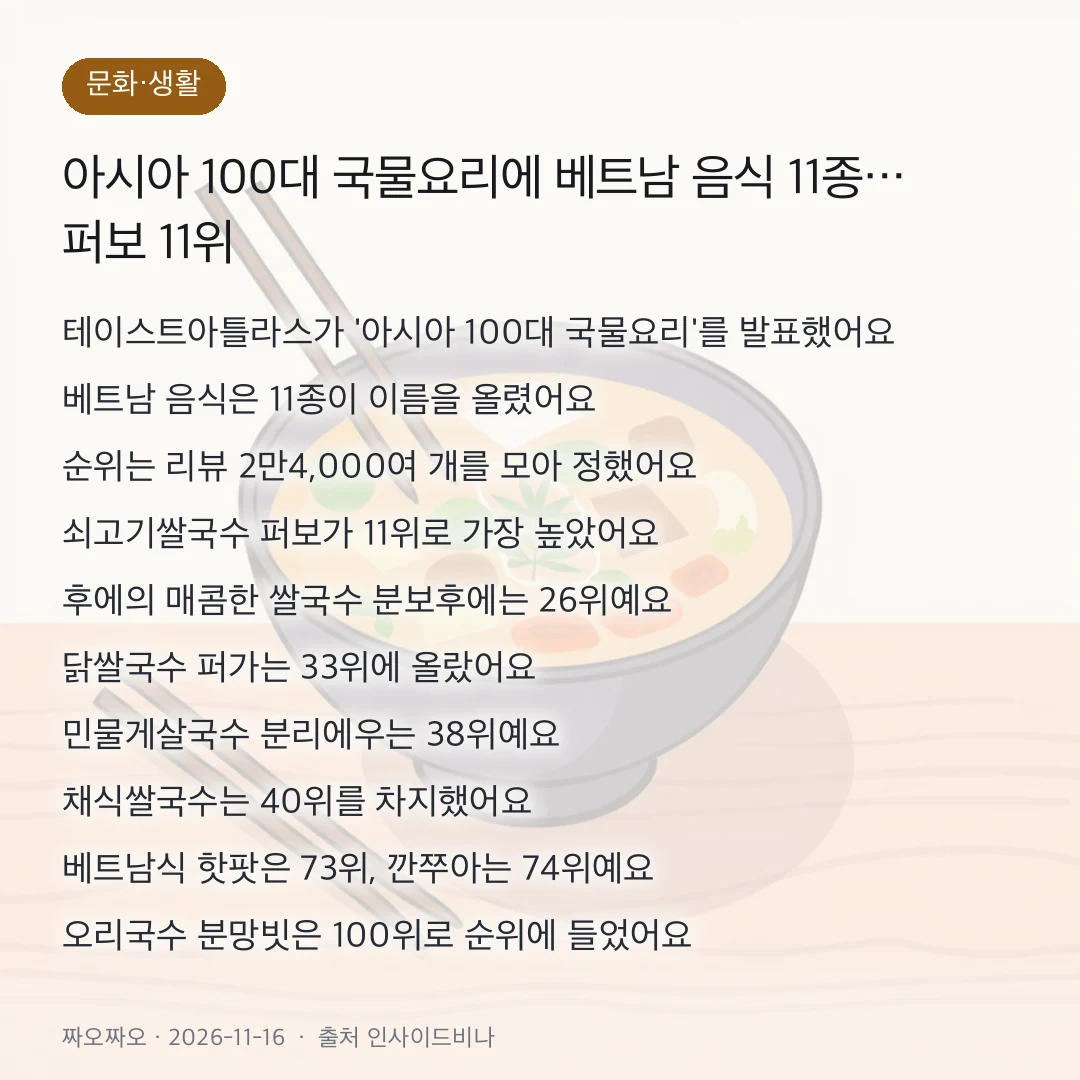 문화·생활
아시아 100대 국물요리에 베트남 음식 11종…
퍼보 11위
테이스트아틀라스가 '아시아 100대 국물요리'를 발표했어요
베트남 음식은 11종이 이름을 올렸어요
순위는 리뷰 2만4,000여 개를 모아 정했어요
쇠고기쌀국수 퍼보가 11위로 가장 높았어요
후에의 매콤한 쌀국수 분보후에는 26위예요
닭쌀국수 퍼가는 33위에 올랐어요
민물게살국수 분리에우는 38위예요
채식쌀국수는 40위를 차지했어요
베트남식 핫팟은 73위, 깐쭈아는 74위예요
오리국수 분망빗은 100위로 순위에 들었어요
짜오짜오 · 2026-11-16 · 출처 인사이드비나